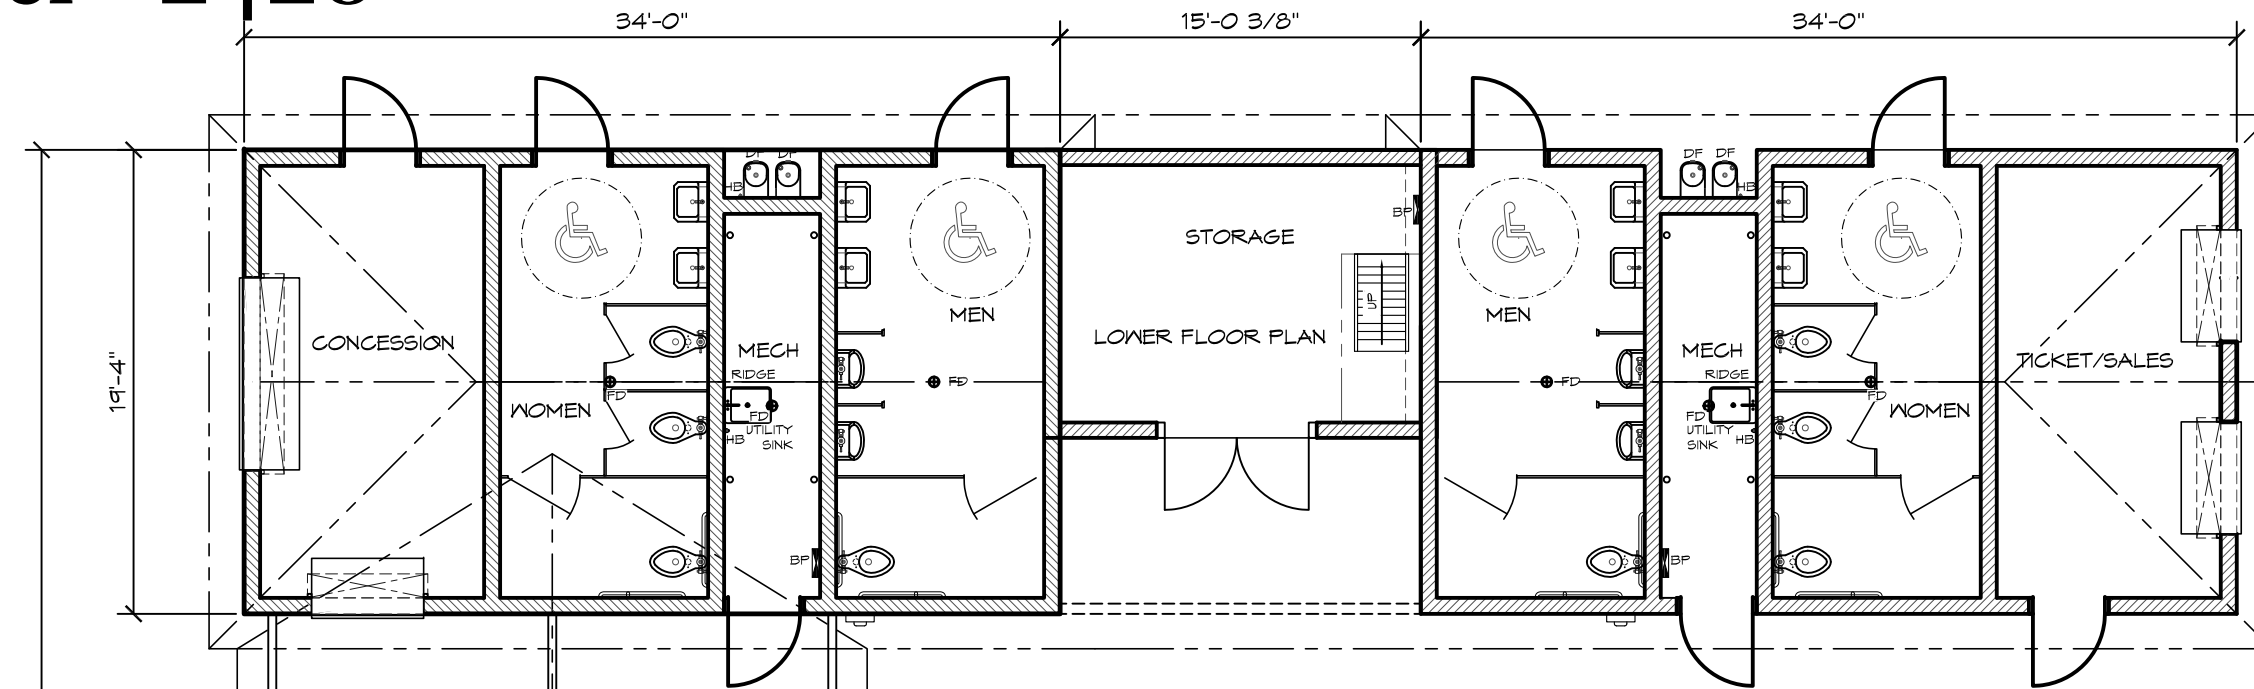 34'-0"
15'-0 3/8"
34'-0"
19'-4"
DF DF
HB
DF DF
HB
BP
STORAGE
UP
CONCESSION
WOMEN
FD
MECH
RIDGE
FD
UTILITY
SINK
HB
BP
MEN
FD
LOWER FLOOR PLAN
MEN
FD
MECH
RIDGE
FD
UTILITY
SINK
HB
BP
FD
WOMEN
TICKET/SALES